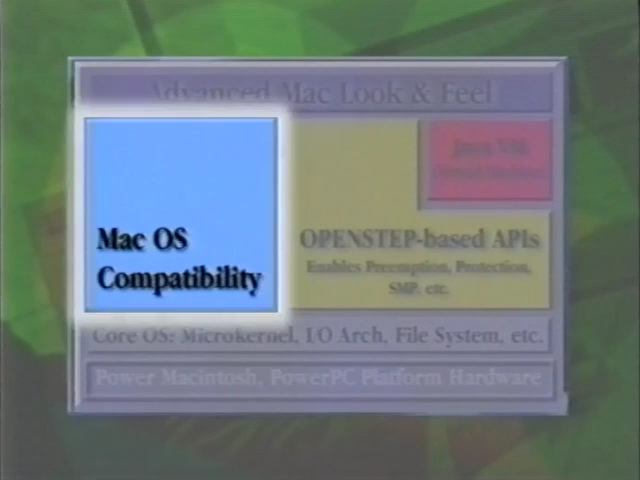 Advanced Mac Look & Feel
Java VM
Mac OS
Compatibility
OPENSTEP-based APIs
Enables Preemption, Protection,
SMP, etc.
Core OS: Microkernel, I/O Arch, File System, etc.
Power Macintosh, PowerPC Platform Hardware